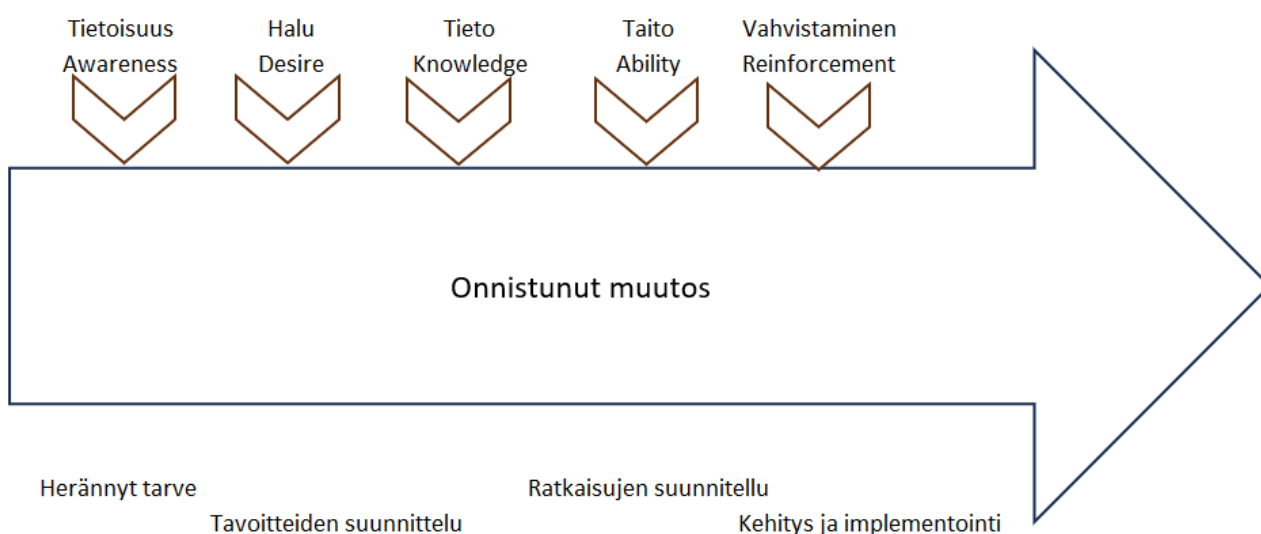 Tietoisuus
Awareness
Halu
Desire
Tieto
Knowledge
Taito
Ability
Vahvistaminen
Reinforcement
Onnistunut muutos
Herännyt tarve
Tavoitteiden suunnittelu
Ratkaisujen suunnitellu
Kehitys ja implementointi